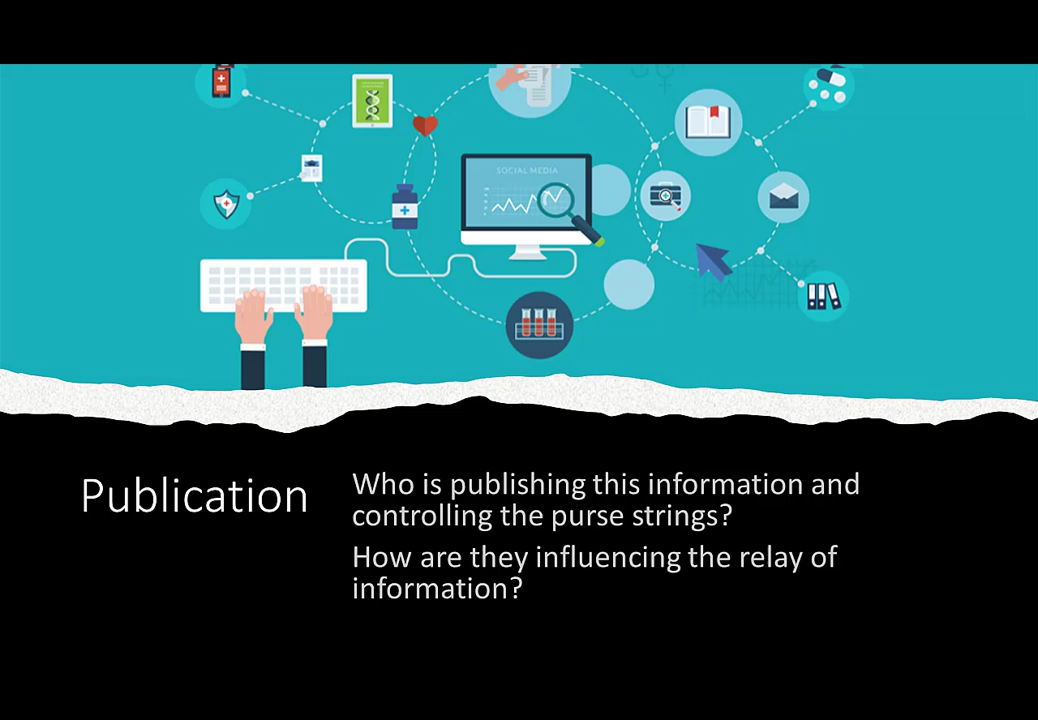 SOCIAL MEDIA
Publication
Who is publishing this information and
controlling the purse strings?
How are they influencing the relay of
information?